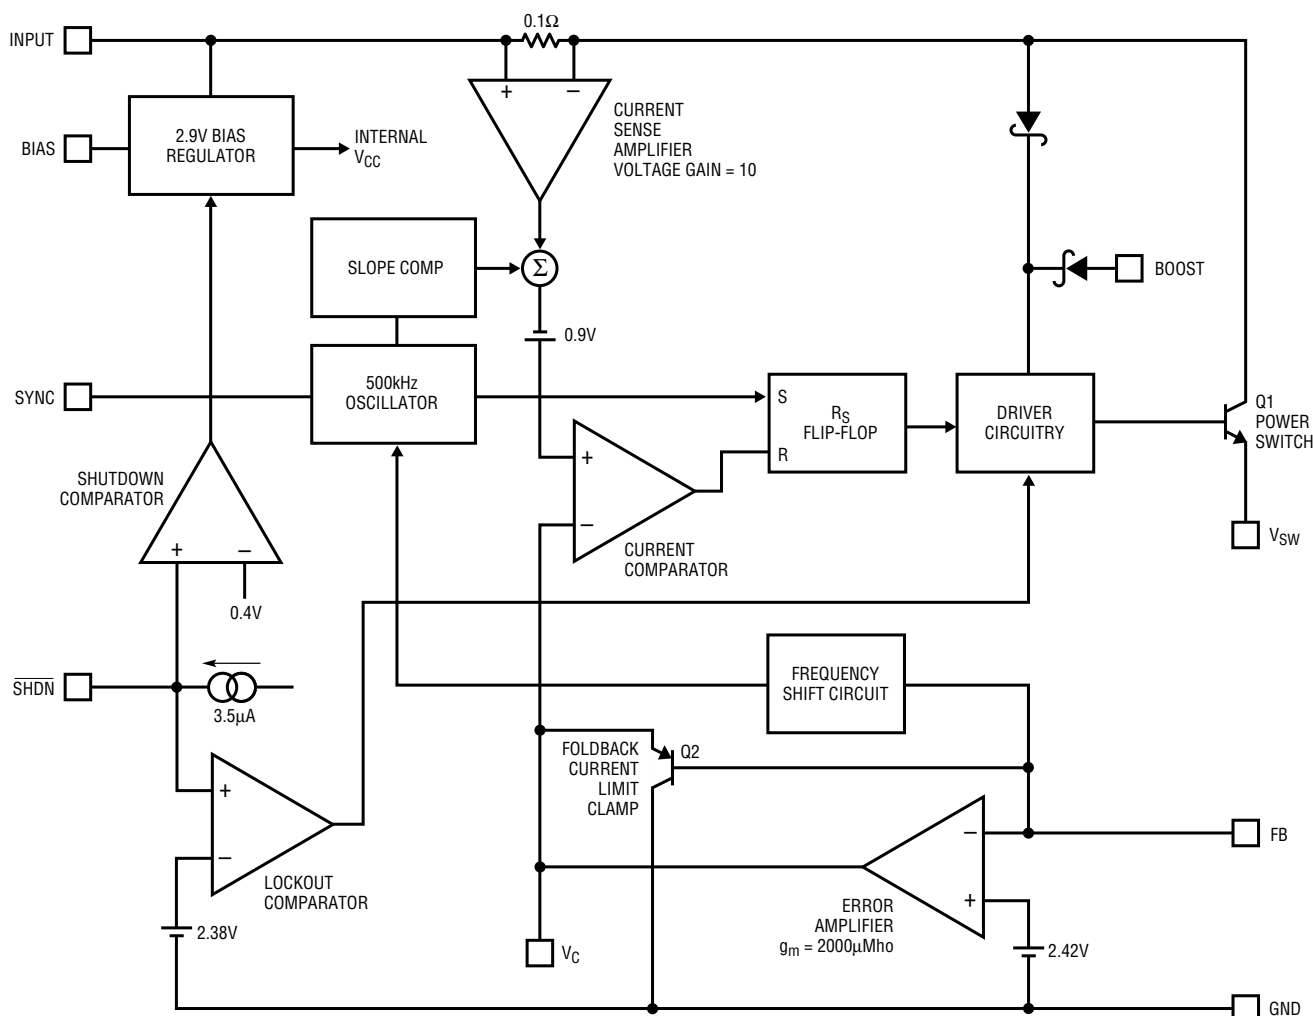 INPUT
0.1Ω
+
−
2.9V BIAS
REGULATOR
BIAS
INTERNAL
VCC
CURRENT
SENSE
AMPLIFIER
VOLTAGE GAIN = 10
SLOPE COMP
Σ
BOOST
0.9V
SYNC
500kHz
OSCILLATOR
S
R
RS
FLIP-FLOP
DRIVER
CIRCUITRY
Q1
POWER
SWITCH
SHUTDOWN
COMPARATOR
+
−
0.4V
+
−
CURRENT
COMPARATOR
VSW
SHDN
3.5µA
FREQUENCY
SHIFT CIRCUIT
FOLDBACK
CURRENT
LIMIT
CLAMP
Q2
+
−
LOCKOUT
COMPARATOR
2.38V
−
+
FB
ERROR
AMPLIFIER
gm = 2000µMho
2.42V
VC
GND